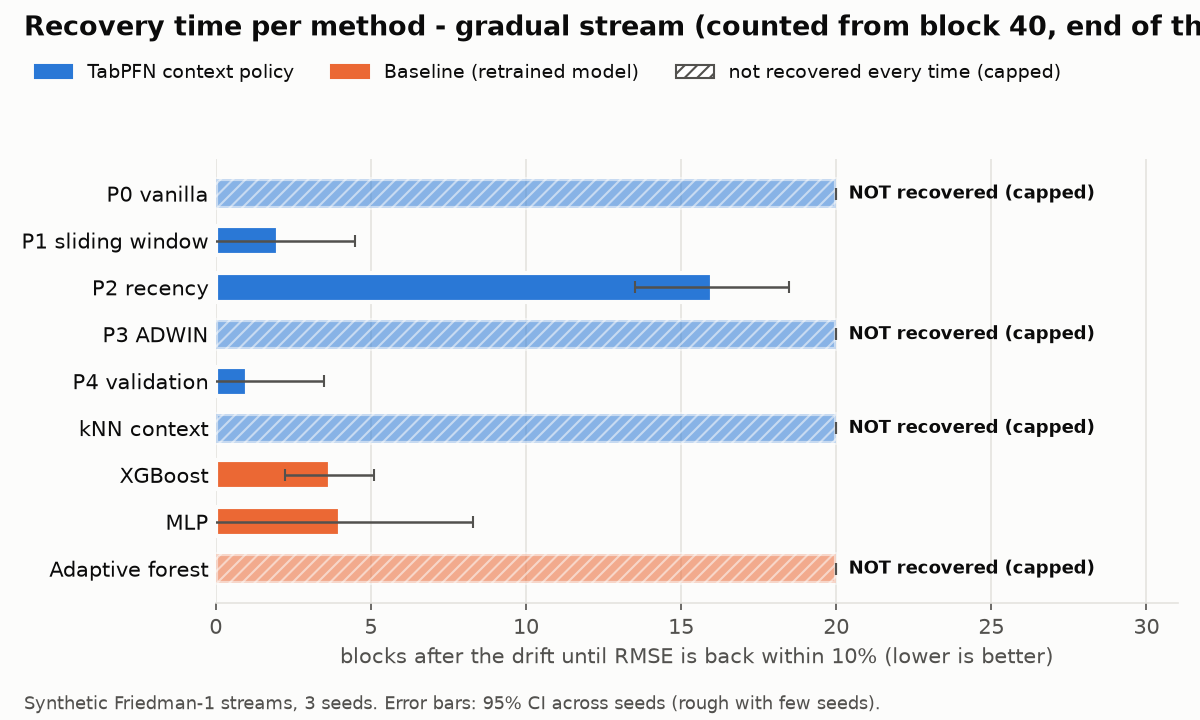 Recovery time per method - gradual stream (counted from block 40, end of th
TabPFN context policy
Baseline (retrained model)
not recovered every time (capped)
P0 vanilla
NOT recovered (capped)
P1 sliding window
P2 recency
P3 ADWIN
NOT recovered (capped)
P4 validation
kNN context
NOT recovered (capped)
XGBoost
MLP
Adaptive forest
NOT recovered (capped)
0 5 10 15 20 25 30
blocks after the drift until RMSE is back within 10% (lower is better)
Synthetic Friedman-1 streams, 3 seeds. Error bars: 95% CI across seeds (rough with few seeds).